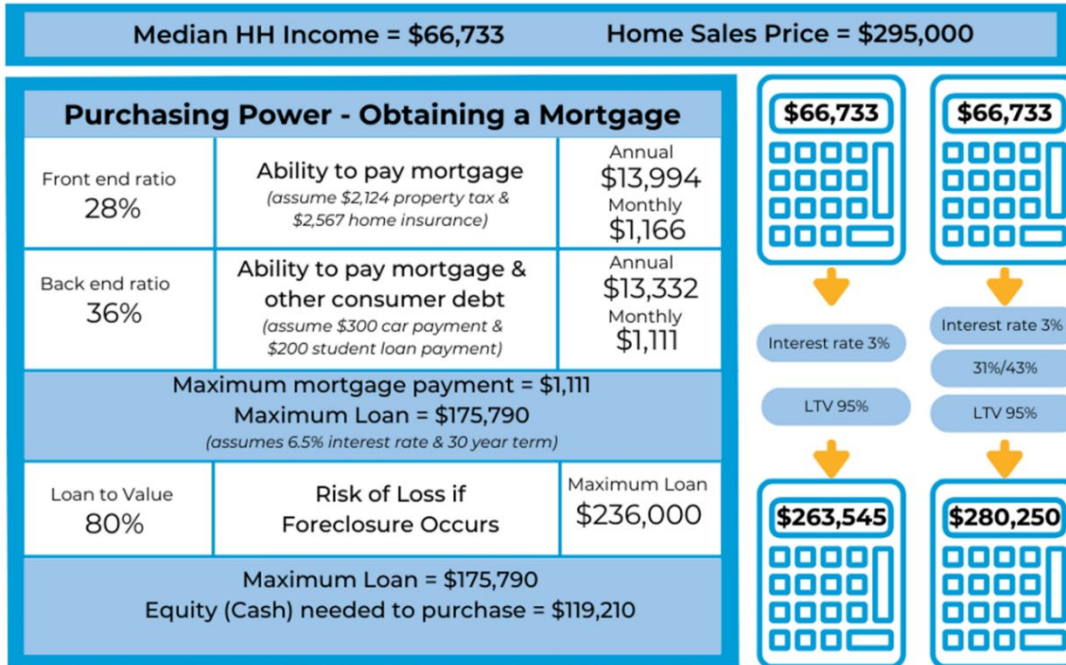 Median HH Income = $66,733 Home Sales Price = $295,000
Purchasing Power - Obtaining a Mortgage
Front end ratio
28%
Ability to pay mortgage
(assume $2,124 property tax &
$2,567 home insurance)
Annual
$13,994
Monthly
$1,166
Back end ratio
36%
Ability to pay mortgage &
other consumer debt
(assume $300 car payment &
$200 student loan payment)
Annual
$13,332
Monthly
$1,111
Maximum mortgage payment = $1,111
Maximum Loan = $175,790
(assumes 6.5% interest rate & 30 year term)
Loan to Value
80%
Risk of Loss if
Foreclosure Occurs
Maximum Loan
$236,000
Maximum Loan = $175,790
Equity (Cash) needed to purchase = $119,210
$66,733
Interest rate 3%
LTV 95%
$263,545
$66,733
Interest rate 3%
31%/43%
LTV 95%
$280,250